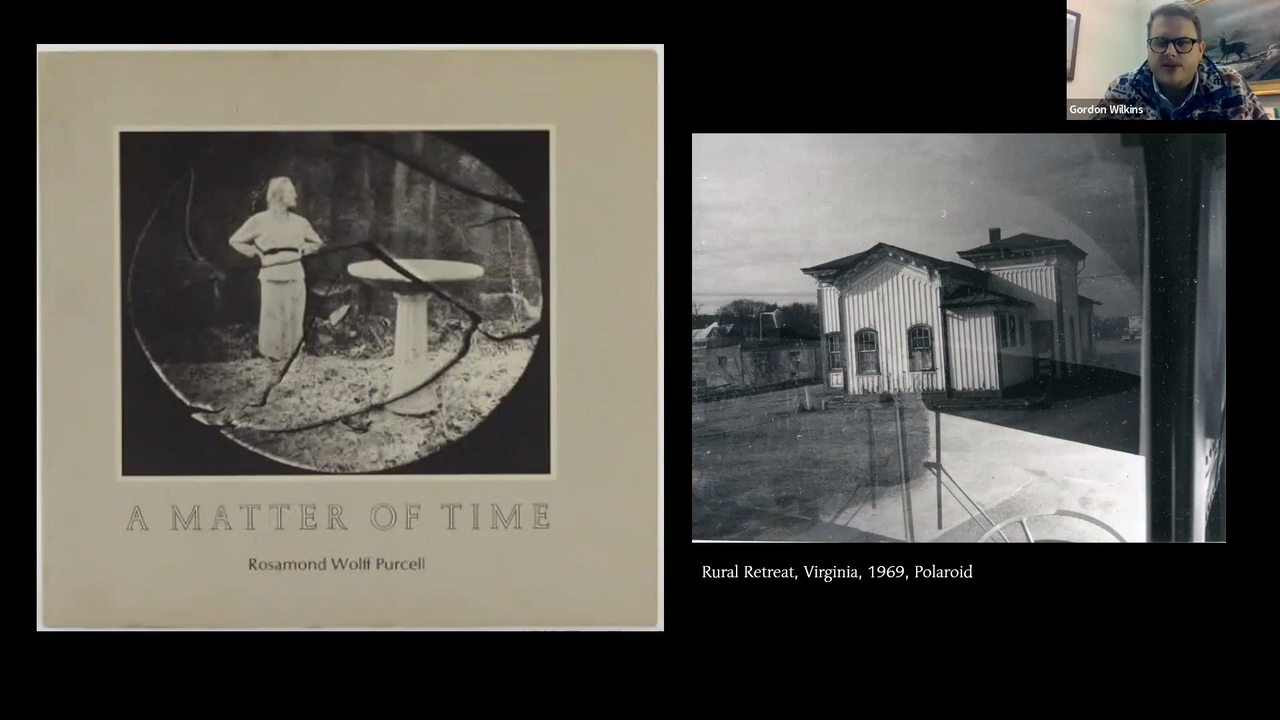 Gordon Wilkins
A MATTER OF TIME
Rosamond Wolff Purcell
Rural Retreat, Virginia, 1969, Polaroid